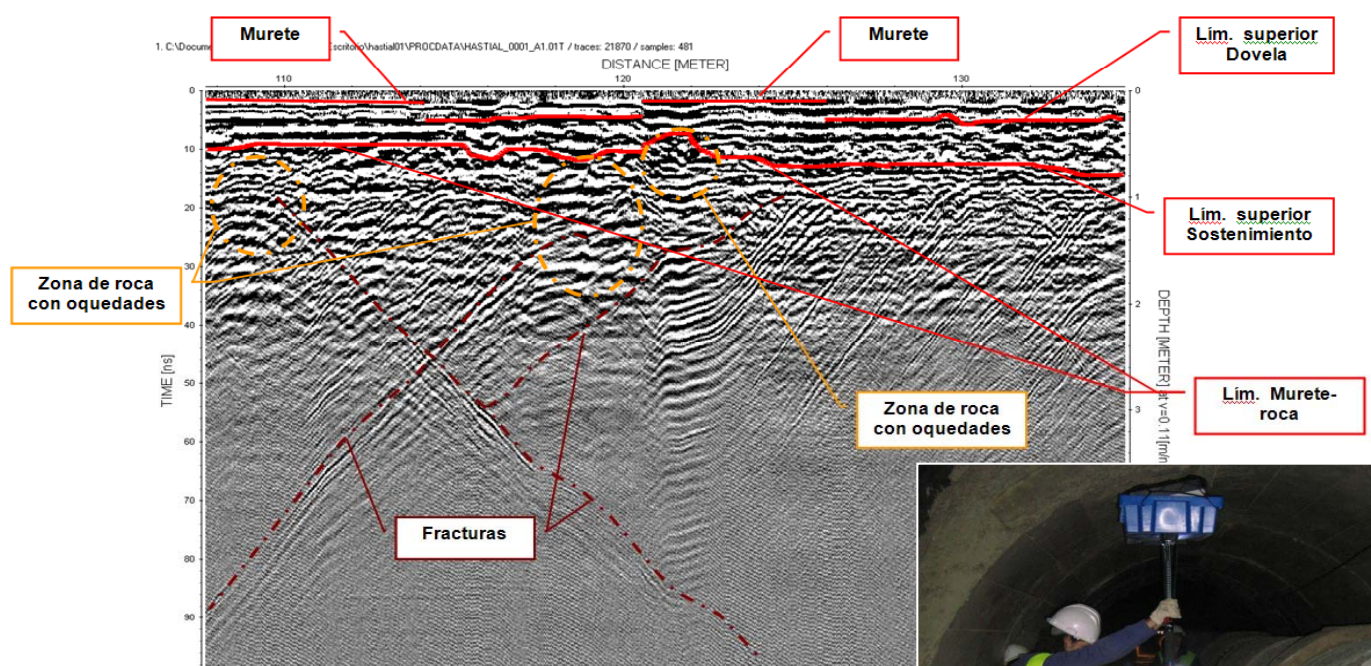 1. C:\Docume
Escritorio\hastial01\PROCDATA\HASTIAL_0001_A1.01T / traces: 21870 / samples: 481
Murete
Murete
Lím. superior
Dovela
DISTANCE [METER]
110
120
130
0
10
20
30
40
50
60
70
80
90
TIME [ns]
0
1
2
3
DEPTH [METER] at v=0.11[m/n
Lím. superior
Sostenimiento
Zona de roca
con oquedades
Zona de roca
con oquedades
Lím. Murete-
roca
Fracturas